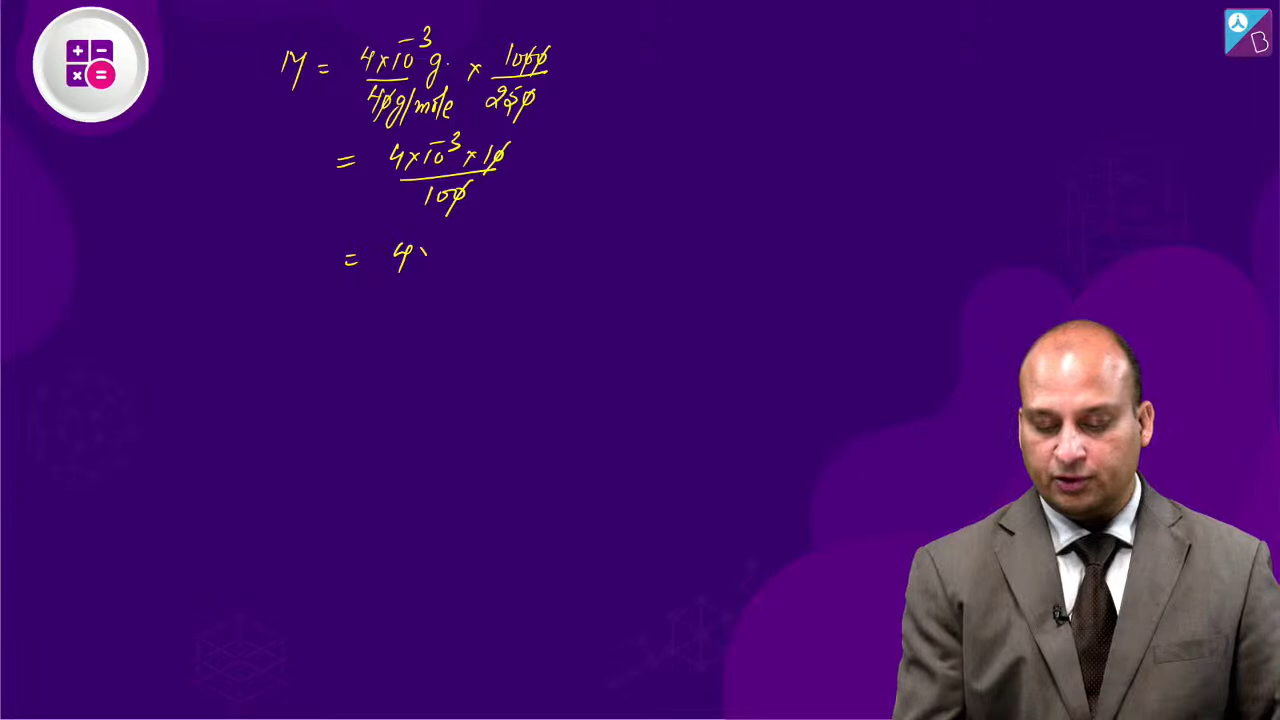 M = 4×10⁻³ g. / 40 g/mole × 1000 / 250
= 4×10⁻³ × 10 / 100
= 4×
B